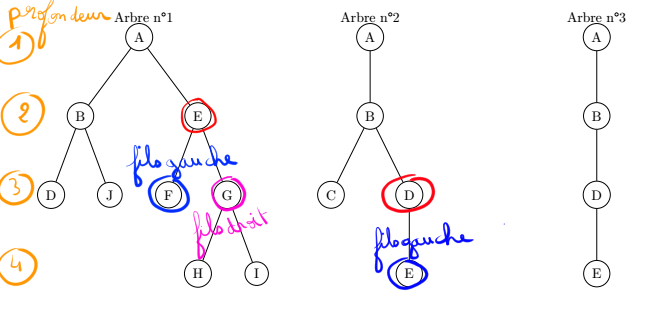 Profondeur
Arbre n°1 Arbre n°2 Arbre n°3
1 A A A
2 B E B B
fils gauche
3 D J F G C D D
fils droit
fils gauche
4 H I E E